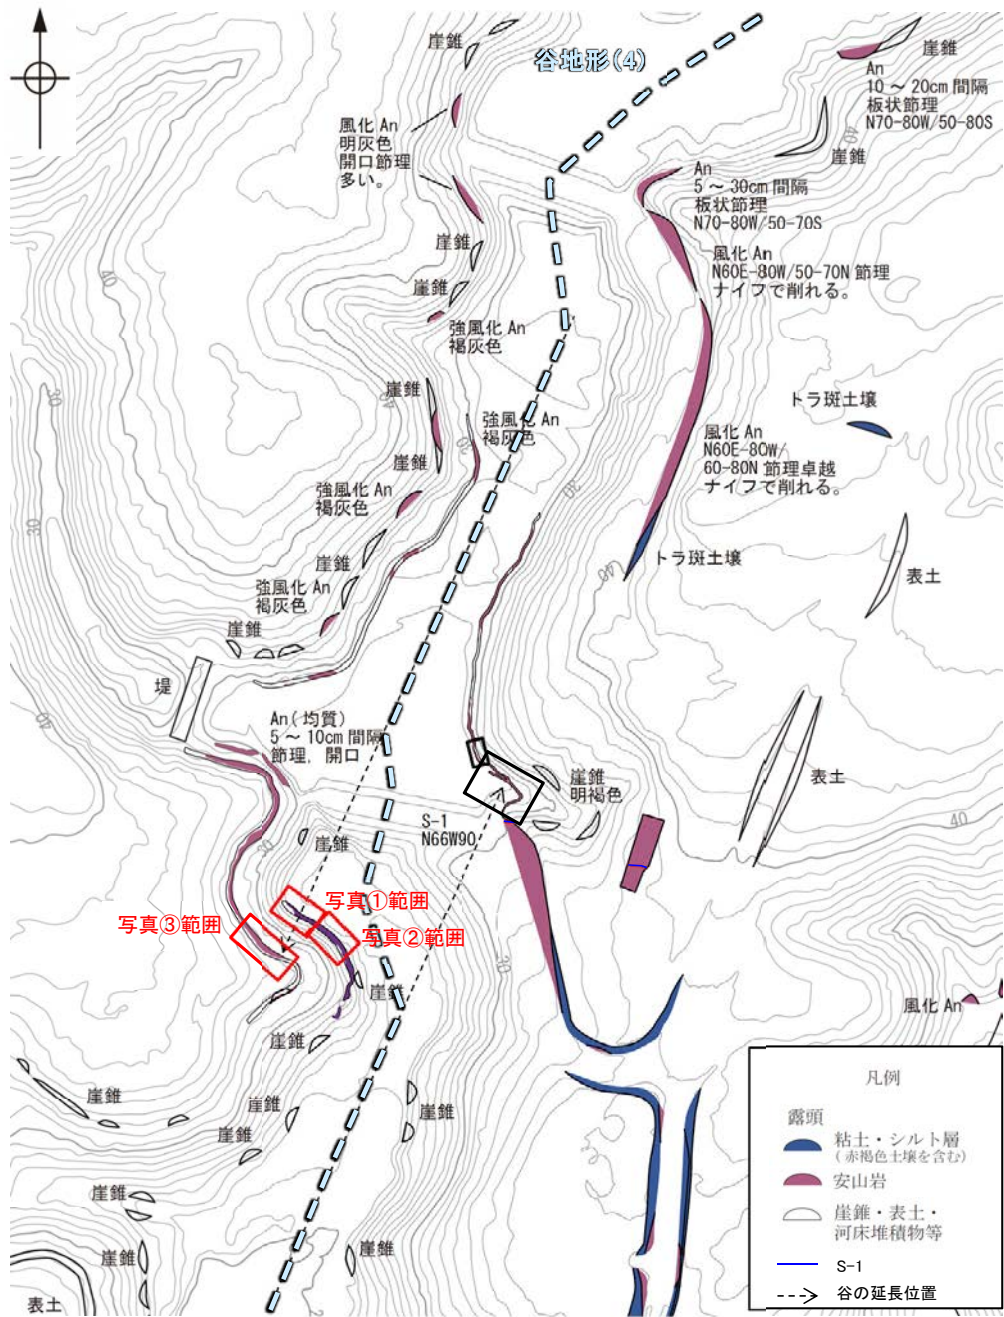 崖錐
谷地形(4)
崖錐
An
10 ~ 20cm 間隔
板状節理
N70-80W/50-80S
40
風化 An
明灰色
開口節理
多い。
崖錐
An
5 ~ 30cm 間隔
板状節理
N70-80W/50-70S
崖錐
風化 An
N60E-80W/50-70N 節理
ナイフで削れる。
40
崖錐
強風化 An
褐灰色
崖錐
30
40
トラ斑土壌
強風化 An
褐灰色
20
風化 An
N60E-80W/
60-80N 節理卓越
ナイフで削れる。
崖錐
強風化 An
褐灰色
30
30
崖錐
トラ斑土壌
40
表土
強風化 An
褐灰色
崖錐
堤
40
An(均質)
5 ~ 10cm 間隔
節理, 開口
崖錐
明褐色
表土
S-1
N66W90
40
崖錐
30
写真①範囲
写真③範囲
写真②範囲
30
崖錐
風化 An
崖錐
崖錐
崖錐
崖錐
崖錐
崖錐
崖錐
崖錐
表土
凡例
露頭
粘土・シルト層
(赤褐色土壌を含む)
安山岩
崖錐・表土・
河床堆積物等
S-1
谷の延長位置